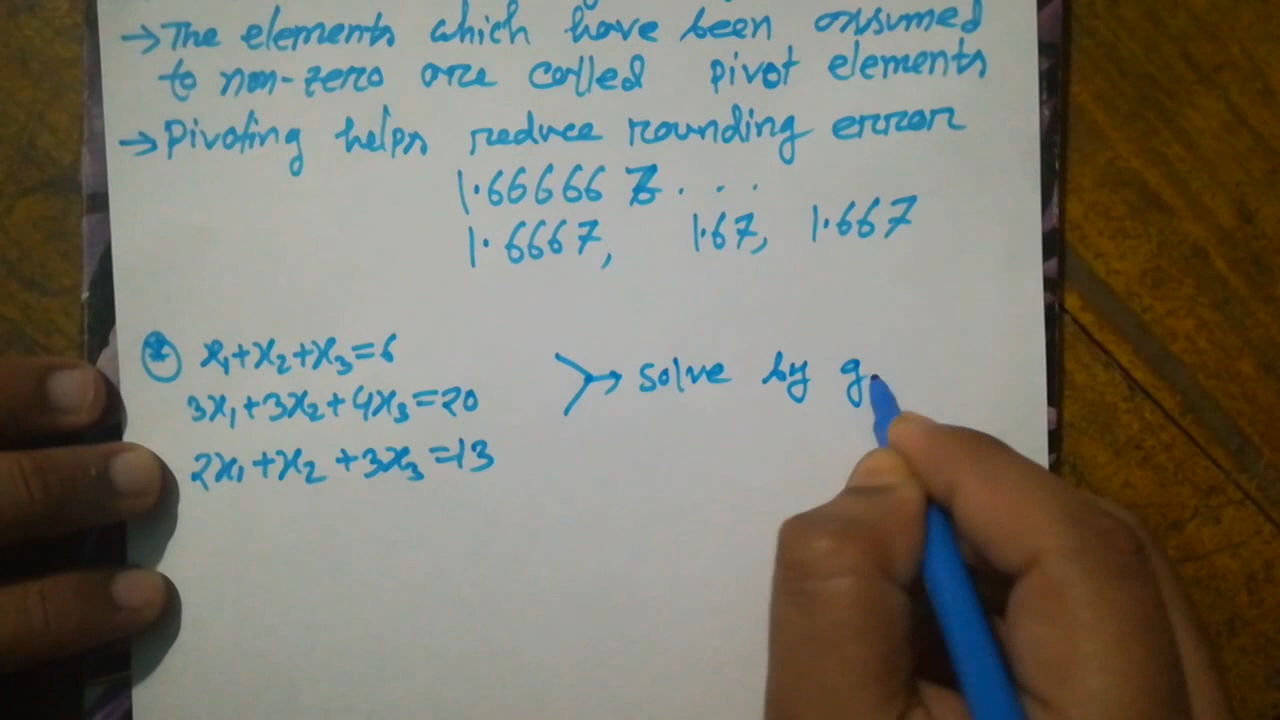 → The elements which have been assumed
to non-zero are called pivot elements
→ Pivoting helps reduce rounding error
1.66666 7. . .
1.6667, 1.67, 1.667
x₁+x₂+x₃=6
3x₁+3x₂+4x₃=20 → solve by g
2x₁+x₂+3x₃=13